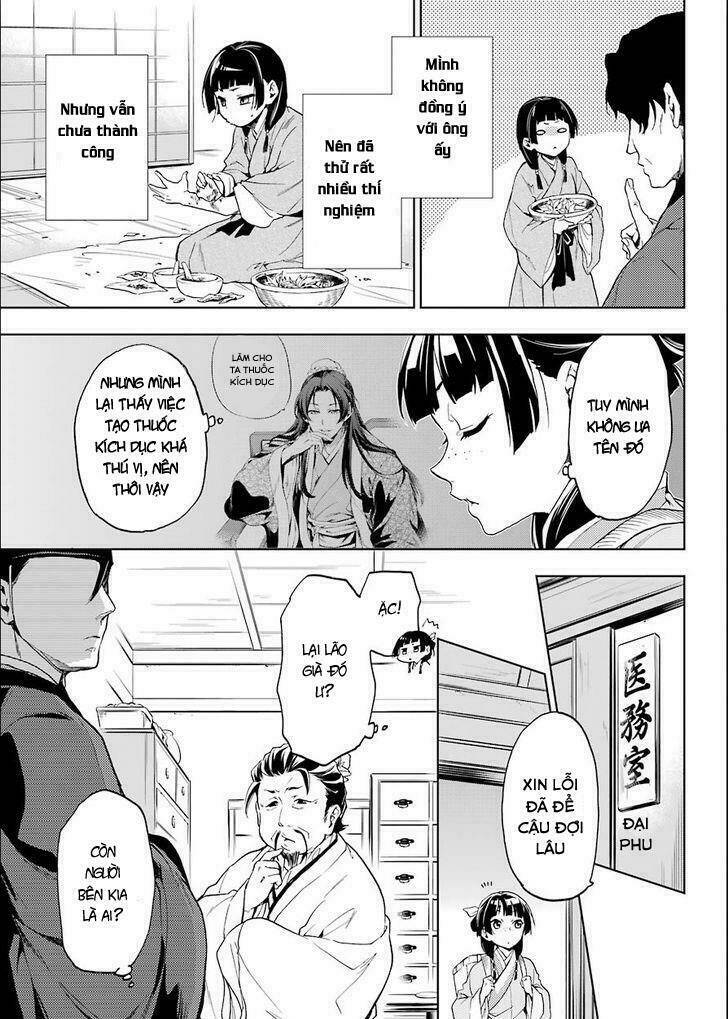 Mình
không
đồng ý
với ông
ấy
Nên đã
thử rất
nhiều thí
nghiệm
Nhưng vẫn
chưa thành
công
TUY MÌNH
KHÔNG ƯA
TÊN ĐÓ
LÀM CHO
TA THUỐC
KÍCH DỤC
NHƯNG MÌNH
LẠI THẤY VIỆC
TẠO THUỐC
KÍCH DỤC KHÁ
THÚ VỊ, NÊN
THÔI VẬY
医務室
ĐẠI
PHU
XIN LỖI
ĐÃ ĐỂ
CẬU ĐỢI
LÂU
ẶC!
LẠI LÃO
GIÀ ĐÓ
Ư?
CÒN
NGƯỜI
BÊN KIA
LÀ AI?